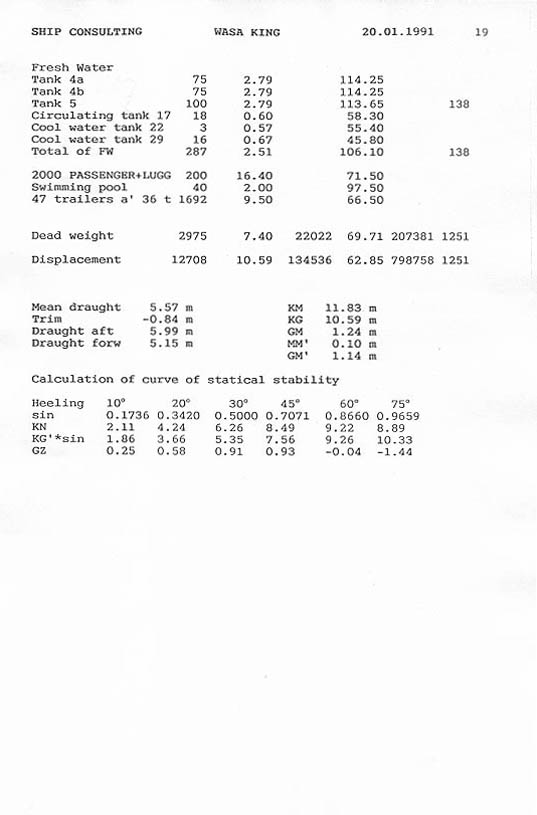 SHIP CONSULTING WASA KING 20.01.1991 19
Fresh Water
Tank 4a 75 2.79 114.25
Tank 4b 75 2.79 114.25
Tank 5 100 2.79 113.65 138
Circulating tank 17 18 0.60 58.30
Cool water tank 22 3 0.57 55.40
Cool water tank 29 16 0.67 45.80
Total of FW 287 2.51 106.10 138
2000 PASSENGER+LUGG 200 16.40 71.50
Swimming pool 40 2.00 97.50
47 trailers a' 36 t 1692 9.50 66.50
Dead weight 2975 7.40 22022 69.71 207381 1251
Displacement 12708 10.59 134536 62.85 798758 1251
Mean draught 5.57 m KM 11.83 m
Trim -0.84 m KG 10.59 m
Draught aft 5.99 m GM 1.24 m
Draught forw 5.15 m MM' 0.10 m
GM' 1.14 m
Calculation of curve of statical stability
Heeling 10° 20° 30° 45° 60° 75°
sin 0.1736 0.3420 0.5000 0.7071 0.8660 0.9659
KN 2.11 4.24 6.26 8.49 9.22 8.89
KG'*sin 1.86 3.66 5.35 7.56 9.26 10.33
GZ 0.25 0.58 0.91 0.93 -0.04 -1.44